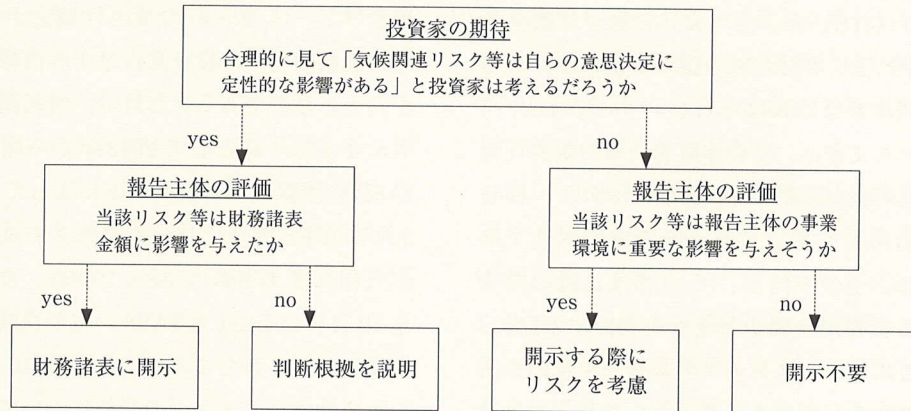 投資家の期待
合理的に見て「気候関連リスク等は自らの意思決定に
定性的な影響がある」と投資家は考えるだろうか
yes
no
報告主体の評価
当該リスク等は財務諸表
金額に影響を与えたか
報告主体の評価
当該リスク等は報告主体の事業
環境に重要な影響を与えそうか
yes
no
yes
no
財務諸表に開示
判断根拠を説明
開示する際に
リスクを考慮
開示不要